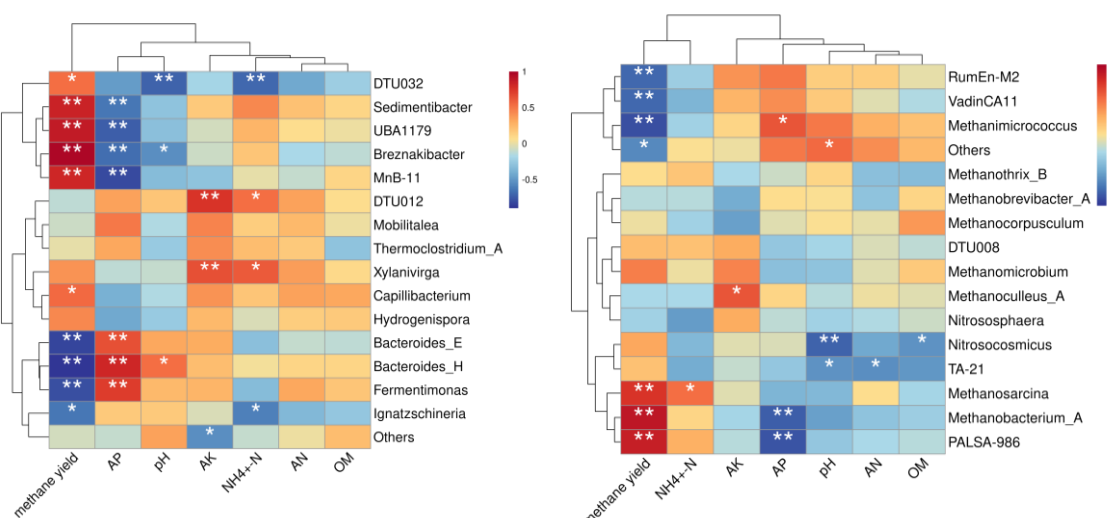 * ** **
** **
** **
** ** *
** **
** *
** *
*
** **
** ** *
** **
* *
*
DTU032
Sedimentibacter
UBA1179
Breznakibacter
MnB-11
DTU012
Mobilitalea
Thermoclostridium_A
Xylanivirga
Capillibacterium
Hydrogenispora
Bacteroides_E
Bacteroides_H
Fermentimonas
Ignatzschineria
Others
methane yield
AP
pH
AK
NH4+-N
AN
OM
1
0.5
0
-0.5
**
**
** *
* *
*
** *
* *
** *
** **
** **
RumEn-M2
VadinCA11
Methanimicrococcus
Others
Methanothrix_B
Methanobrevibacter_A
Methanocorpusculum
DTU008
Methanomicrobium
Methanoculleus_A
Nitrososphaera
Nitrosocosmicus
TA-21
Methanosarcina
Methanobacterium_A
PALSA-986
ethane yield
NH4+-N
AK
AP
pH
AN
OM